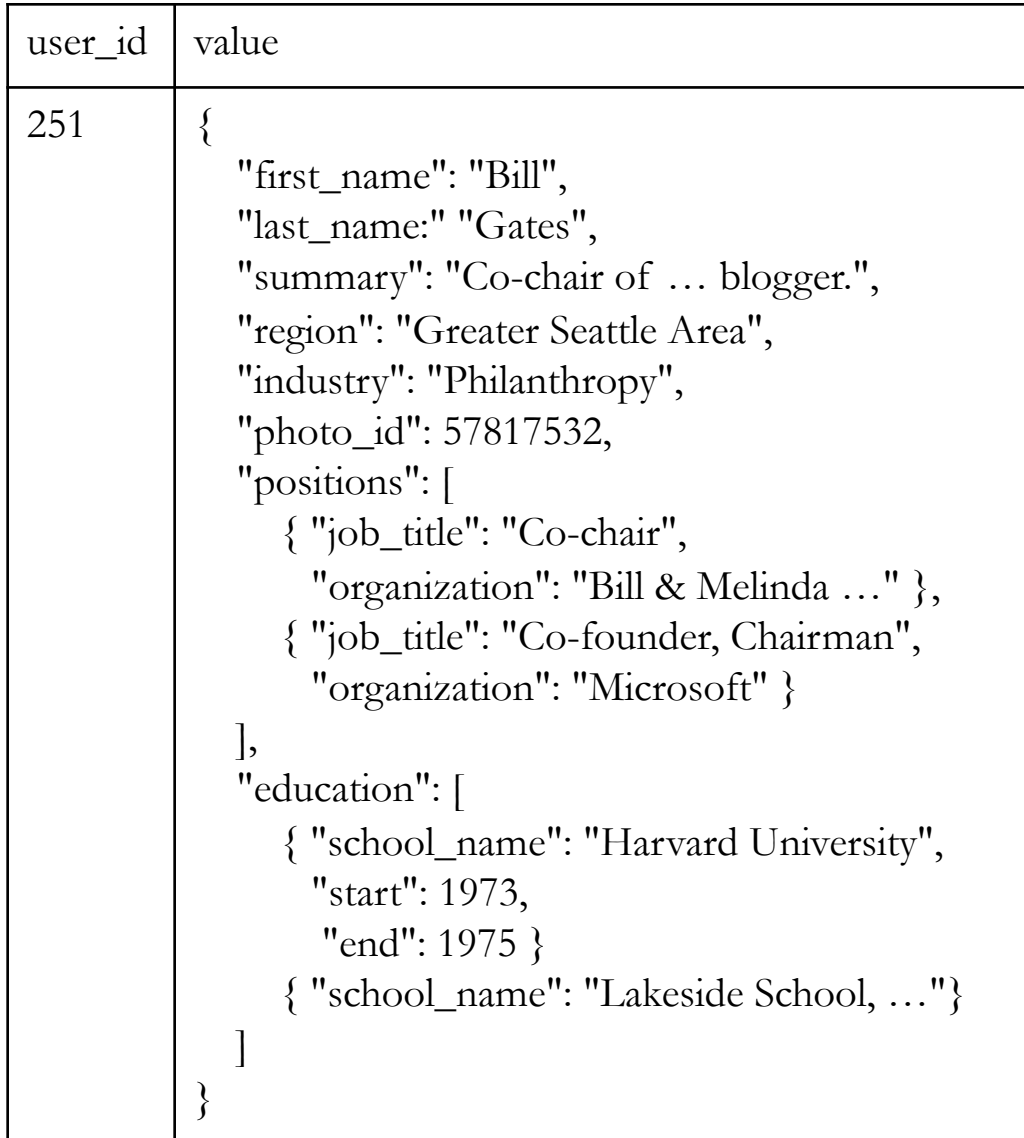 user_id value
251 {
"first_name": "Bill",
"last_name:" "Gates",
"summary": "Co-chair of … blogger.",
"region": "Greater Seattle Area",
"industry": "Philanthropy",
"photo_id": 57817532,
"positions": [
{ "job_title": "Co-chair",
"organization": "Bill & Melinda …" },
{ "job_title": "Co-founder, Chairman",
"organization": "Microsoft" }
],
"education": [
{ "school_name": "Harvard University",
"start": 1973,
"end": 1975 }
{ "school_name": "Lakeside School, …"}
]
}